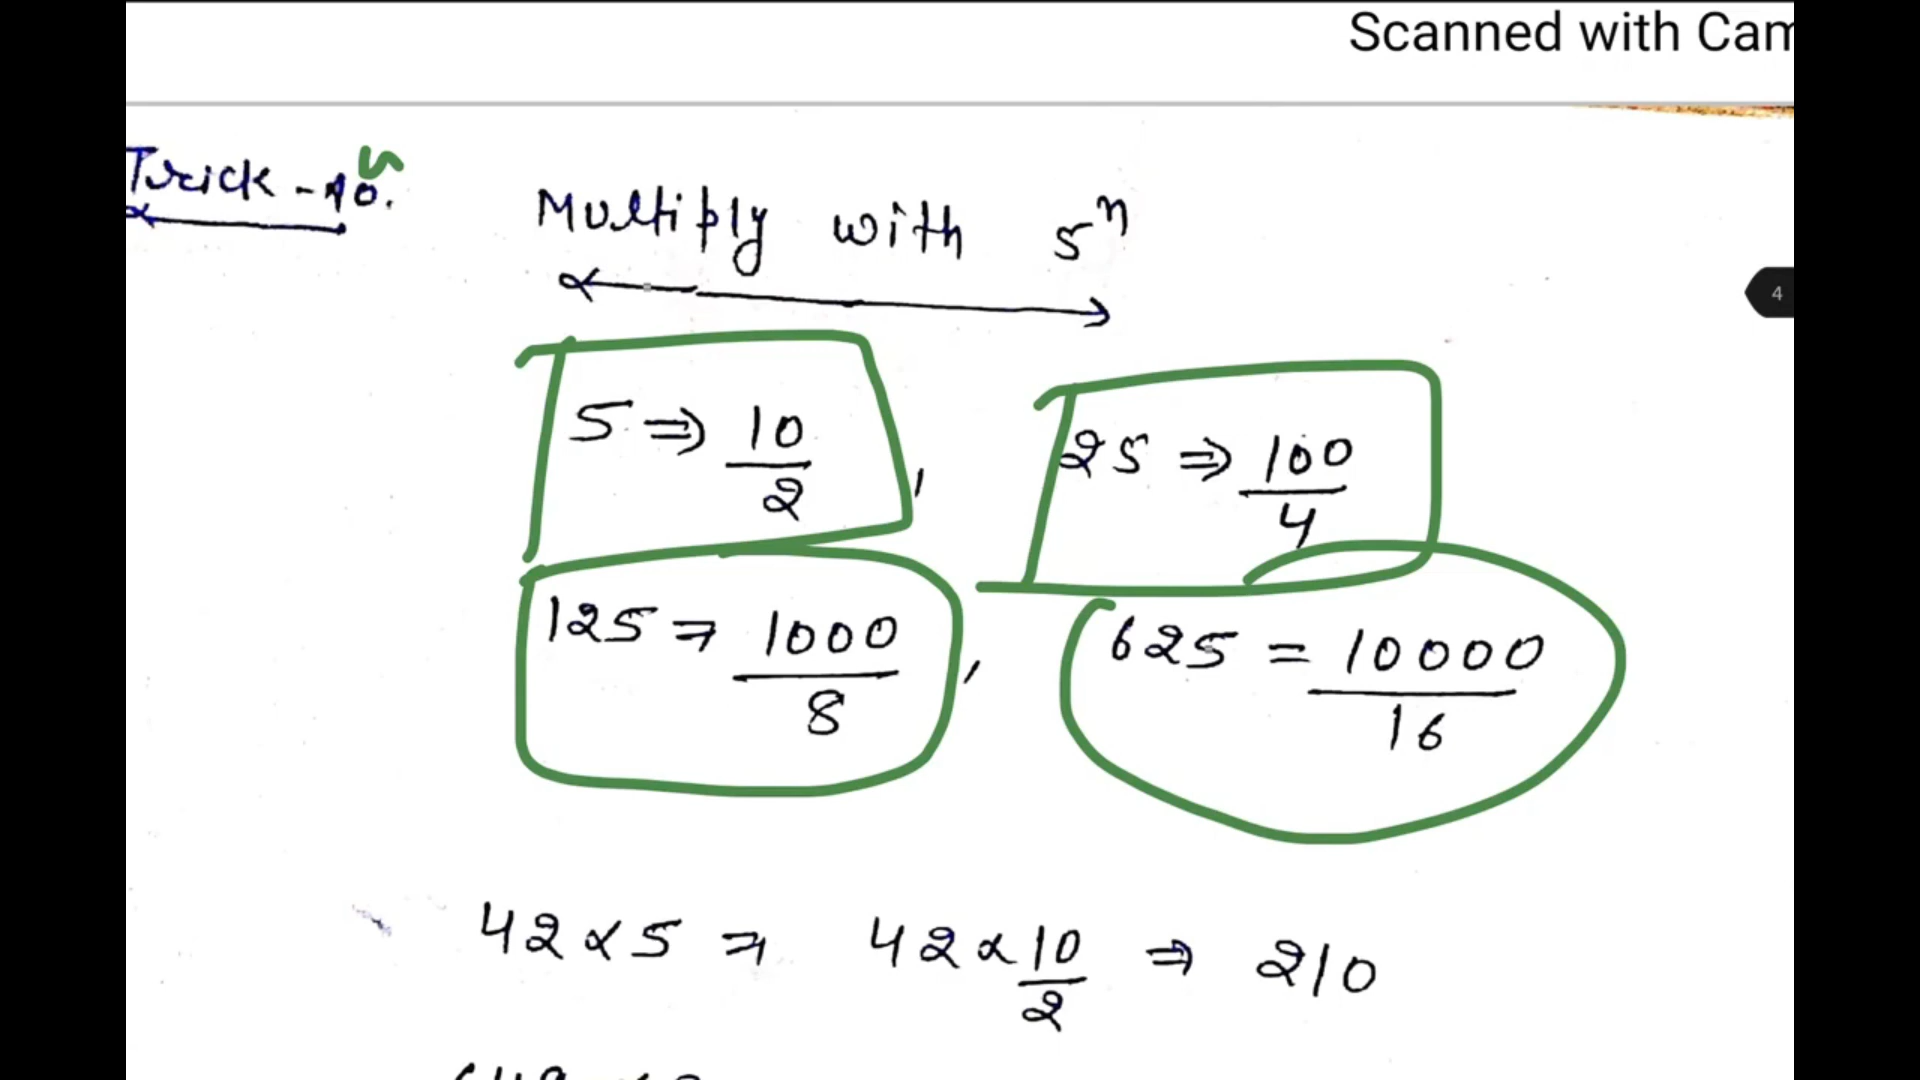 Scanned with Cam
Trick - 10.
Multiply with 5ⁿ
5 ⇒ 10/2 , 25 ⇒ 100/4
125 ⇒ 1000/8 , 625 = 10000/16
42 × 5 ⇒ 42 × 10/2 ⇒ 210
4